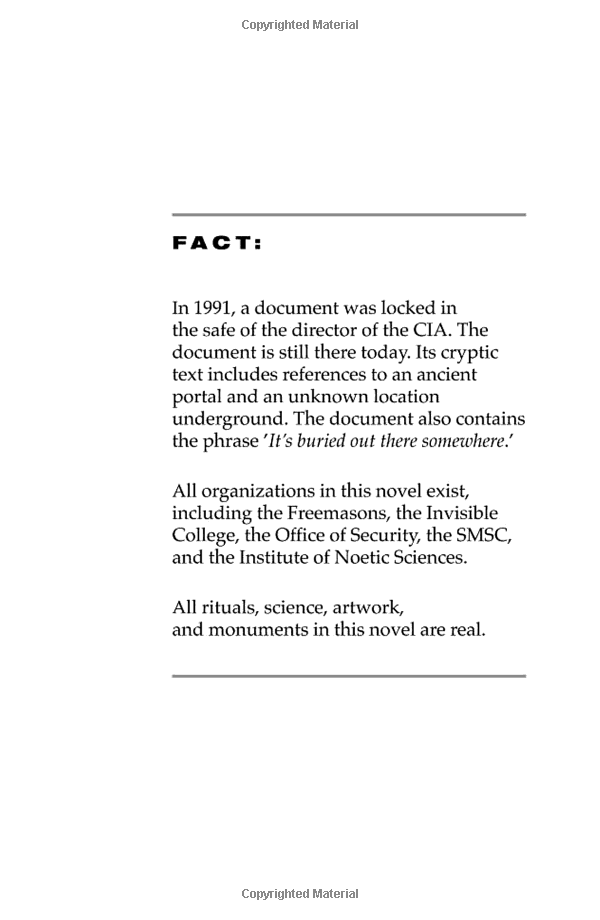 Copyrighted Material
FACT:
In 1991, a document was locked in
the safe of the director of the CIA. The
document is still there today. Its cryptic
text includes references to an ancient
portal and an unknown location
underground. The document also contains
the phrase ’It’s buried out there somewhere.’
All organizations in this novel exist,
including the Freemasons, the Invisible
College, the Office of Security, the SMSC,
and the Institute of Noetic Sciences.
All rituals, science, artwork,
and monuments in this novel are real.
Copyrighted Material